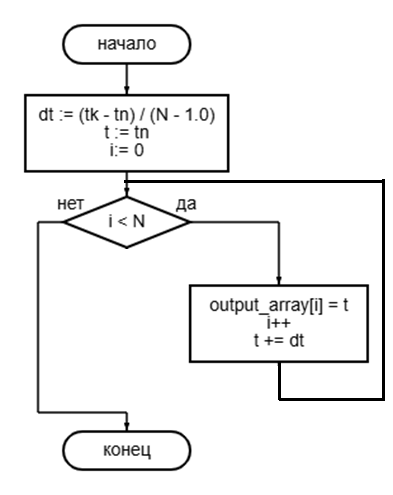 начало
dt := (tk - tn) / (N - 1.0)
t := tn
i:= 0
нет
да
i < N
output_array[i] = t
i++
t += dt
конец